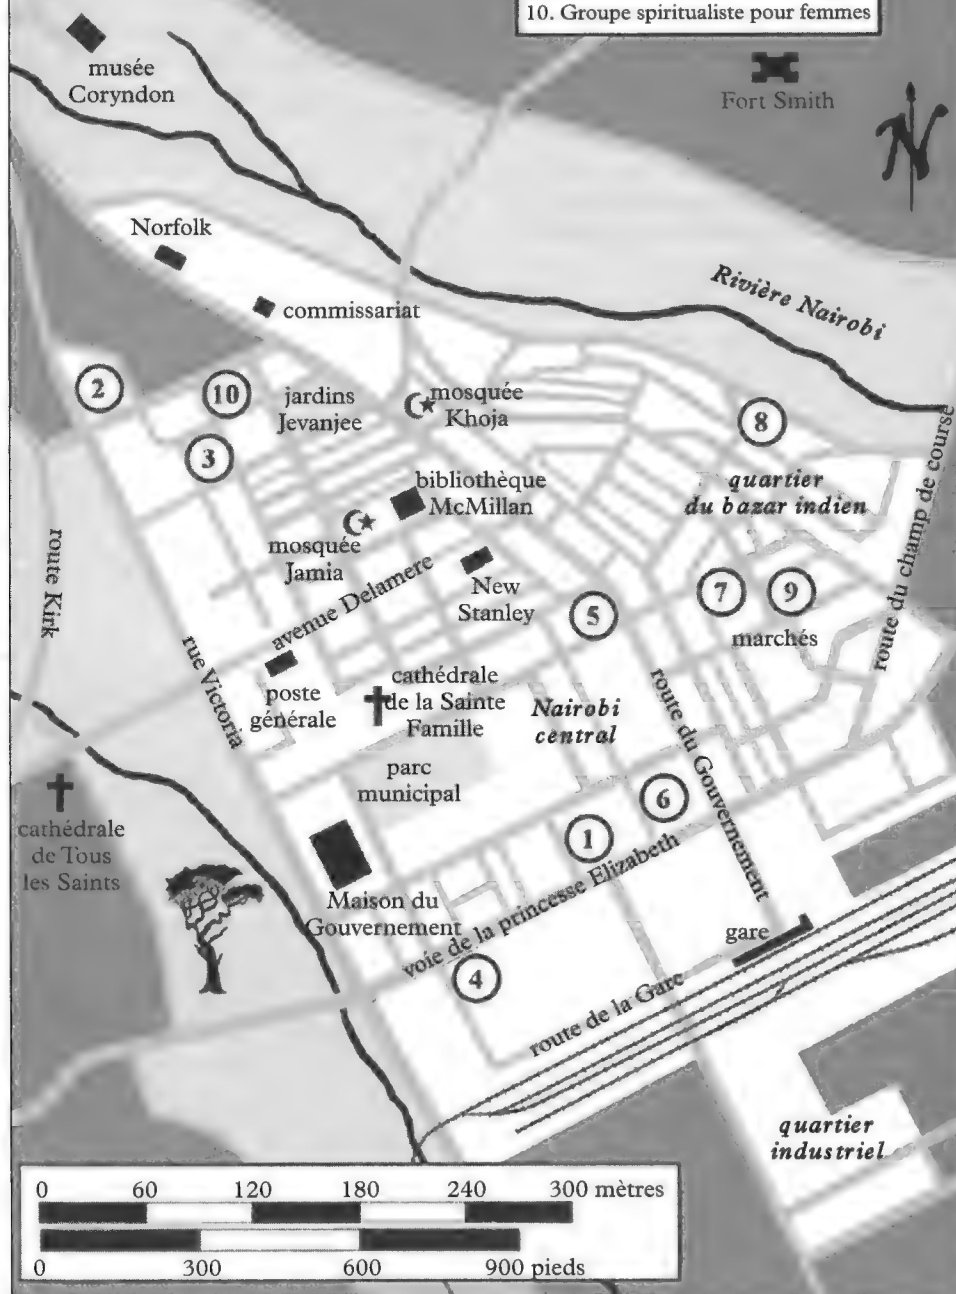 10. Groupe spiritualiste pour femmes
musée
Coryndon
Fort Smith
N
Norfolk
commissariat
Rivière Nairobi
2
10
jardins
Jevanjee
mosquée
Khoja
8
3
bibliothèque
McMillan
quartier
du bazar indien
route du champ de course
route Kirk
mosquée
Jamia
avenue Delamere
New
Stanley
5
7
9
marchés
rue Victoria
poste
générale
cathédrale
de la Sainte
Famille
Nairobi
central
route du Gouvernement
parc
municipal
cathédrale
de Tous
les Saints
6
1
Maison du
Gouvernement
voie de la princesse Elizabeth
gare
4
route de la Gare
quartier
industriel
0 60 120 180 240 300 mètres
0 300 600 900 pieds